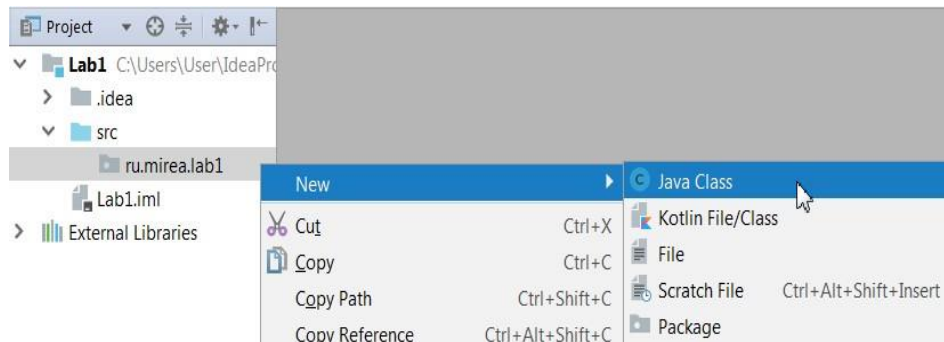 Project
Lab1 C:\Users\User\IdeaPro
.idea
src
ru.mirea.lab1
Lab1.iml
External Libraries
New
Cut Ctrl+X
Copy Ctrl+C
Copy Path Ctrl+Shift+C
Copy Reference Ctrl+Alt+Shift+C
Java Class
Kotlin File/Class
File
Scratch File Ctrl+Alt+Shift+Insert
Package